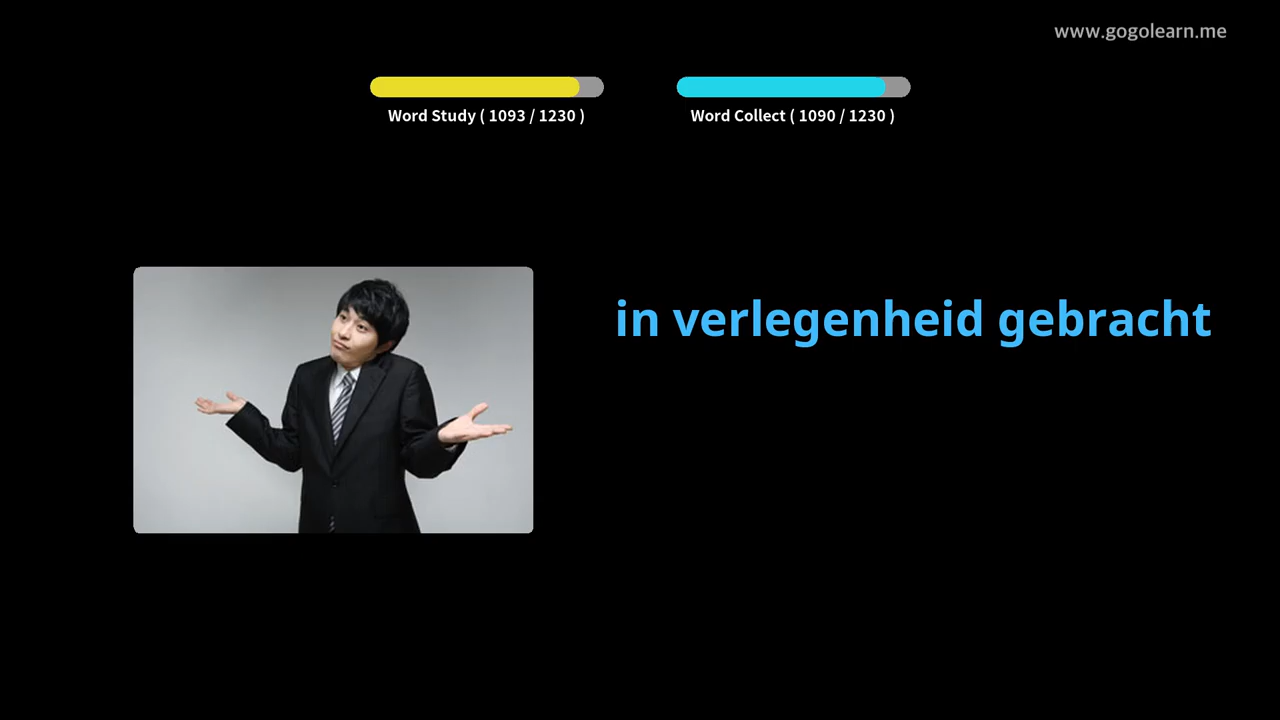 www.gogolearn.me
Word Study ( 1093 / 1230 )
Word Collect ( 1090 / 1230 )
in verlegenheid gebracht